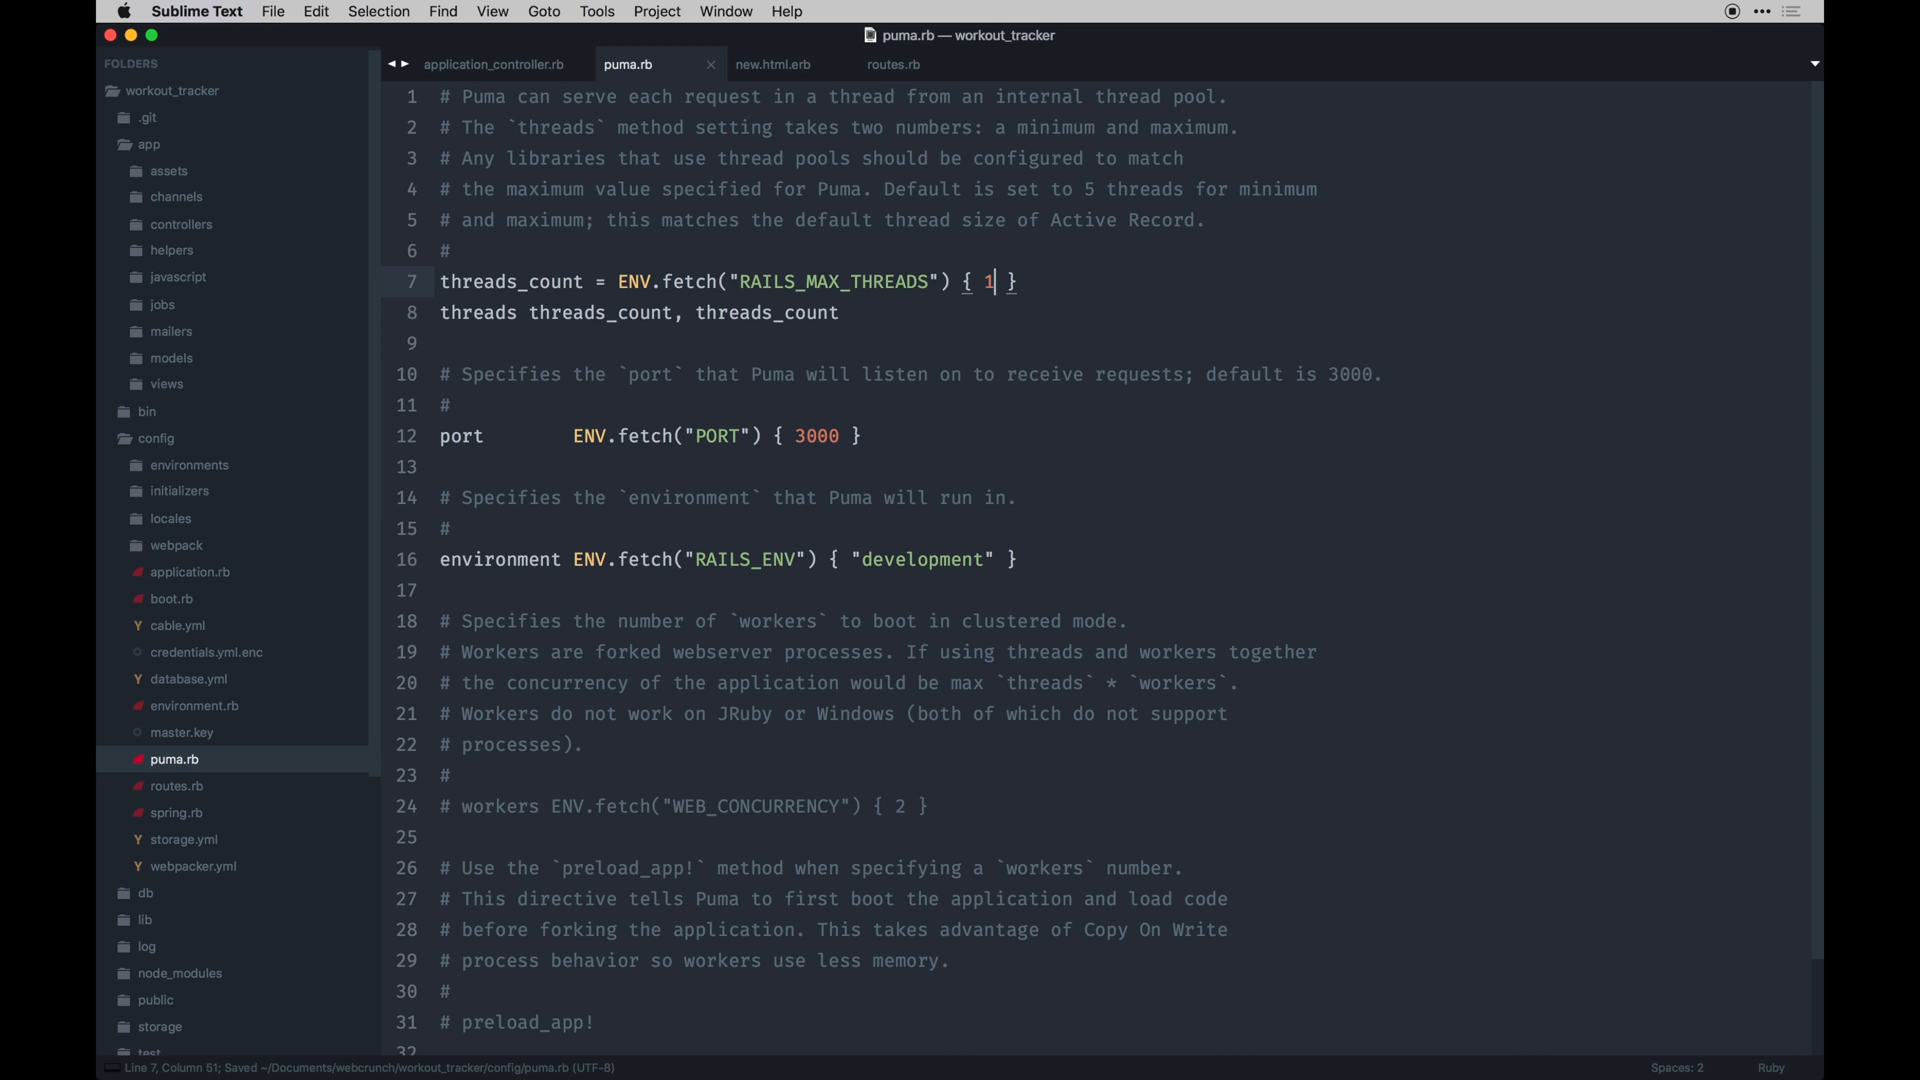 Sublime Text File Edit Selection Find View Goto Tools Project Window Help
puma.rb — workout_tracker
FOLDERS
workout_tracker
.git
app
assets
channels
controllers
helpers
javascript
jobs
mailers
models
views
bin
config
environments
initializers
locales
webpack
application.rb
boot.rb
cable.yml
credentials.yml.enc
database.yml
environment.rb
master.key
puma.rb
routes.rb
spring.rb
storage.yml
webpacker.yml
db
lib
log
node_modules
public
storage
test
application_controller.rb puma.rb new.html.erb routes.rb
1 # Puma can serve each request in a thread from an internal thread pool.
2 # The `threads` method setting takes two numbers: a minimum and maximum.
3 # Any libraries that use thread pools should be configured to match
4 # the maximum value specified for Puma. Default is set to 5 threads for minimum
5 # and maximum; this matches the default thread size of Active Record.
6 #
7 threads_count = ENV.fetch("RAILS_MAX_THREADS") { 1 }
8 threads threads_count, threads_count
9
10 # Specifies the `port` that Puma will listen on to receive requests; default is 3000.
11 #
12 port        ENV.fetch("PORT") { 3000 }
13
14 # Specifies the `environment` that Puma will run in.
15 #
16 environment ENV.fetch("RAILS_ENV") { "development" }
17
18 # Specifies the number of `workers` to boot in clustered mode.
19 # Workers are forked webserver processes. If using threads and workers together
20 # the concurrency of the application would be max `threads` * `workers`.
21 # Workers do not work on JRuby or Windows (both of which do not support
22 # processes).
23 #
24 # workers ENV.fetch("WEB_CONCURRENCY") { 2 }
25
26 # Use the `preload_app!` method when specifying a `workers` number.
27 # This directive tells Puma to first boot the application and load code
28 # before forking the application. This takes advantage of Copy On Write
29 # process behavior so workers use less memory.
30 #
31 # preload_app!
32
Line 7, Column 51; Saved ~/Documents/webcrunch/workout_tracker/config/puma.rb (UTF-8) Spaces: 2 Ruby